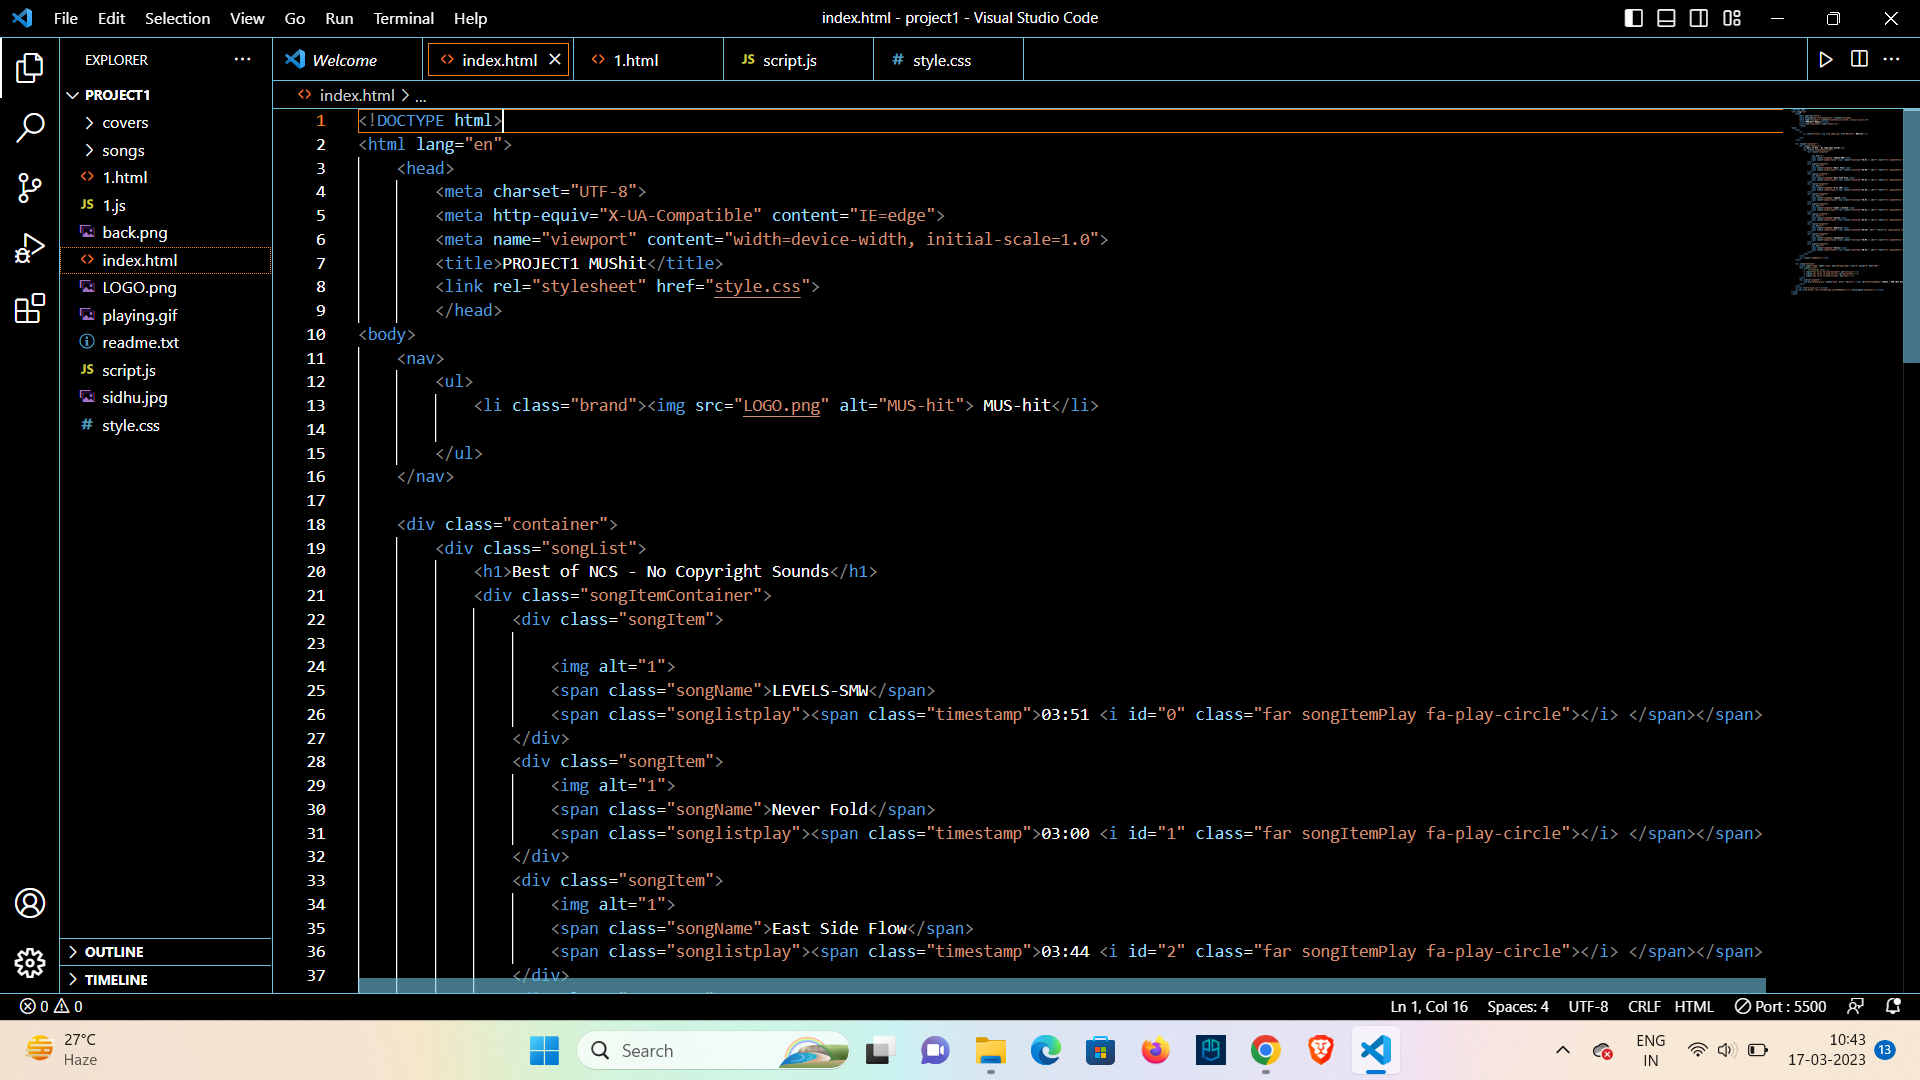 File Edit Selection View Go Run Terminal Help
index.html - project1 - Visual Studio Code
EXPLORER ...
Welcome
index.html
1.html
JS script.js
# style.css
PROJECT1
covers
songs
1.html
JS 1.js
back.png
index.html
LOGO.png
playing.gif
readme.txt
JS script.js
sidhu.jpg
# style.css
OUTLINE
TIMELINE
index.html > ...
1 <!DOCTYPE html>
2 <html lang="en">
3 <head>
4 <meta charset="UTF-8">
5 <meta http-equiv="X-UA-Compatible" content="IE=edge">
6 <meta name="viewport" content="width=device-width, initial-scale=1.0">
7 <title>PROJECT1 MUShit</title>
8 <link rel="stylesheet" href="style.css">
9 </head>
10 <body>
11 <nav>
12 <ul>
13 <li class="brand"><img src="LOGO.png" alt="MUS-hit"> MUS-hit</li>
14
15 </ul>
16 </nav>
17
18 <div class="container">
19 <div class="songList">
20 <h1>Best of NCS - No Copyright Sounds</h1>
21 <div class="songItemContainer">
22 <div class="songItem">
23
24 <img alt="1">
25 <span class="songName">LEVELS-SMW</span>
26 <span class="songlistplay"><span class="timestamp">03:51 <i id="0" class="far songItemPlay fa-play-circle"></i> </span></span>
27 </div>
28 <div class="songItem">
29 <img alt="1">
30 <span class="songName">Never Fold</span>
31 <span class="songlistplay"><span class="timestamp">03:00 <i id="1" class="far songItemPlay fa-play-circle"></i> </span></span>
32 </div>
33 <div class="songItem">
34 <img alt="1">
35 <span class="songName">East Side Flow</span>
36 <span class="songlistplay"><span class="timestamp">03:44 <i id="2" class="far songItemPlay fa-play-circle"></i> </span></span>
37 </div>
0 0
Ln 1, Col 16 Spaces: 4 UTF-8 CRLF HTML Port : 5500
27°C
Haze
Search
ENG
IN
10:43
17-03-2023
13